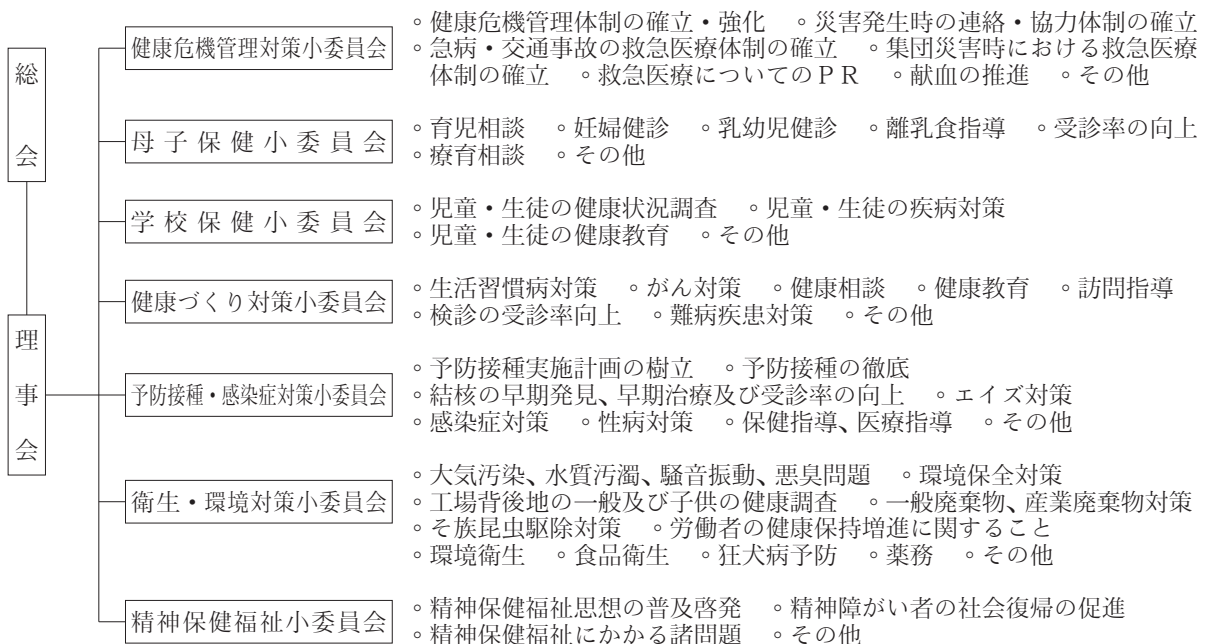 総会
理事会
健康危機管理対策小委員会
◦健康危機管理体制の確立・強化　◦災害発生時の連絡・協力体制の確立
◦急病・交通事故の救急医療体制の確立　◦集団災害時における救急医療
体制の確立　◦救急医療についてのPR　◦献血の推進　◦その他
母子保健小委員会
◦育児相談　◦妊婦健診　◦乳幼児健診　◦離乳食指導　◦受診率の向上
◦療育相談　◦その他
学校保健小委員会
◦児童・生徒の健康状況調査　◦児童・生徒の疾病対策
◦児童・生徒の健康教育　◦その他
健康づくり対策小委員会
◦生活習慣病対策　◦がん対策　◦健康相談　◦健康教育　◦訪問指導
◦検診の受診率向上　◦難病疾患対策　◦その他
予防接種・感染症対策小委員会
◦予防接種実施計画の樹立　◦予防接種の徹底
◦結核の早期発見、早期治療及び受診率の向上　◦エイズ対策
◦感染症対策　◦性病対策　◦保健指導、医療指導　◦その他
衛生・環境対策小委員会
◦大気汚染、水質汚濁、騒音振動、悪臭問題　◦環境保全対策
◦工場背後地の一般及び子供の健康調査　◦一般廃棄物、産業廃棄物対策
◦そ族昆虫駆除対策　◦労働者の健康保持増進に関すること
◦環境衛生　◦食品衛生　◦狂犬病予防　◦薬務　◦その他
精神保健福祉小委員会
◦精神保健福祉思想の普及啓発　◦精神障がい者の社会復帰の促進
◦精神保健福祉にかかる諸問題　◦その他